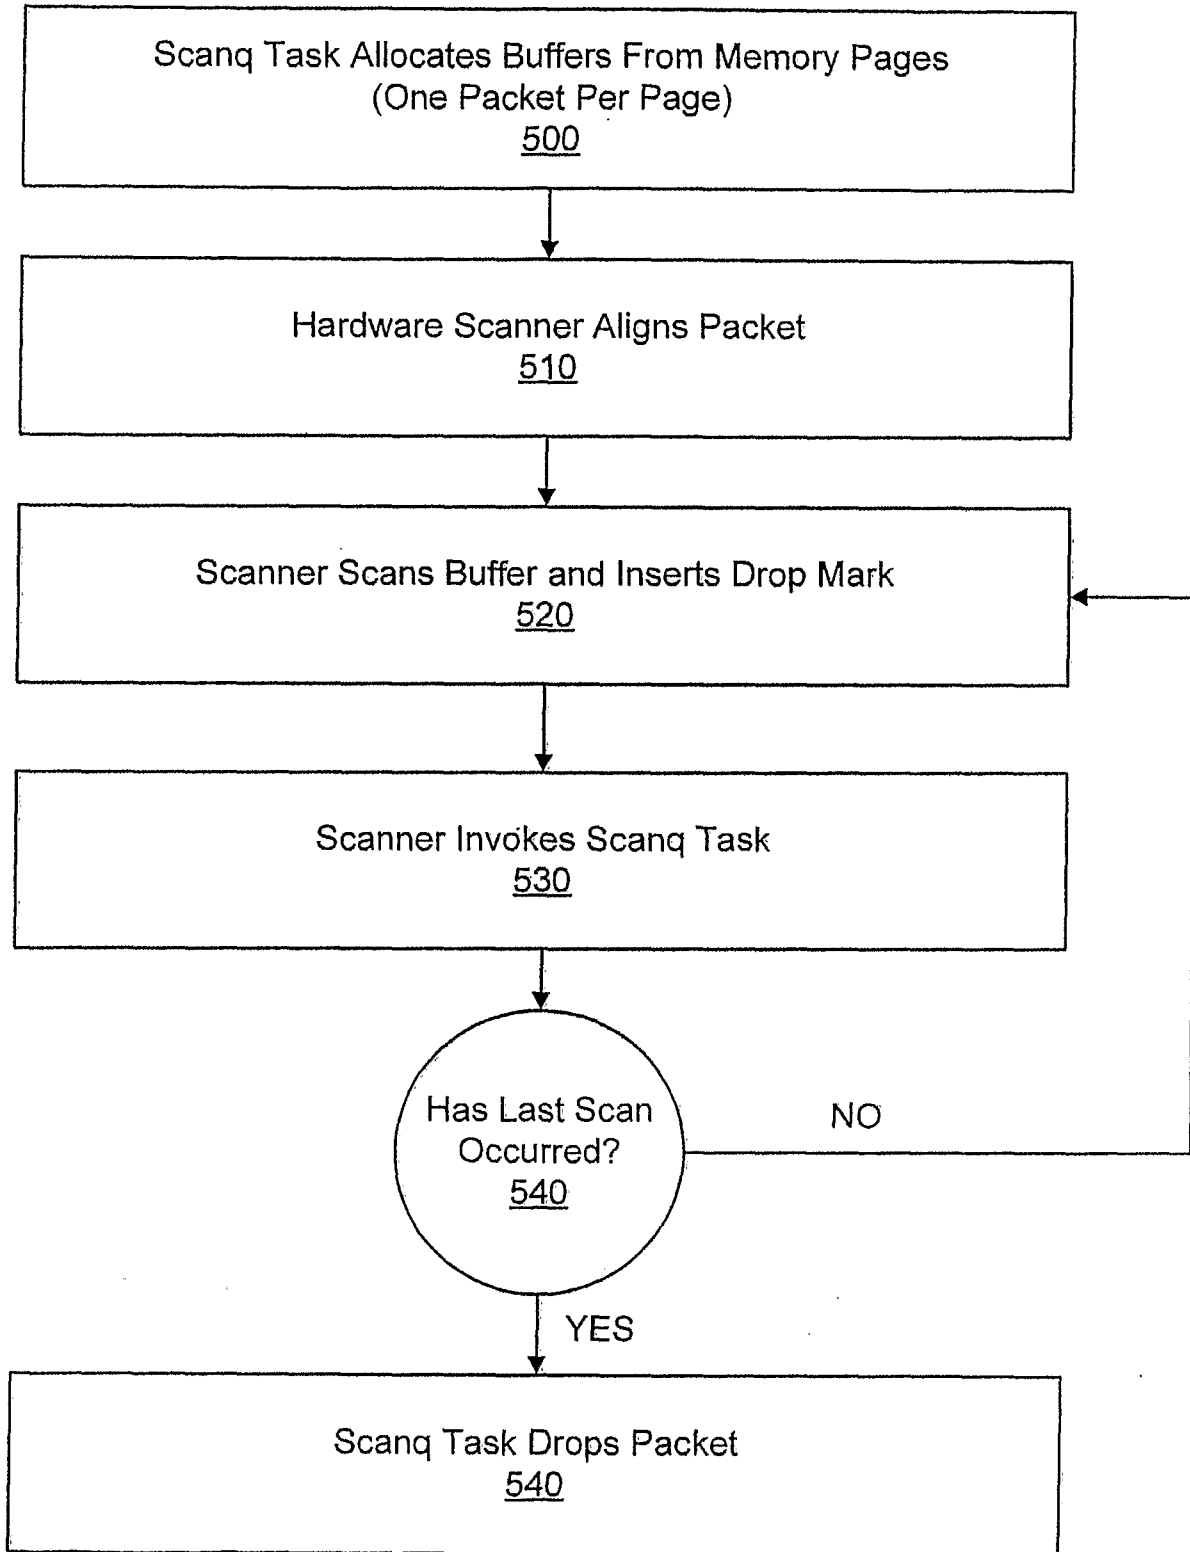 Scanq Task Allocates Buffers From Memory Pages
(One Packet Per Page)
500
Hardware Scanner Aligns Packet
510
Scanner Scans Buffer and Inserts Drop Mark
520
Scanner Invokes Scanq Task
530
Has Last Scan
Occurred?
540
NO
YES
Scanq Task Drops Packet
540